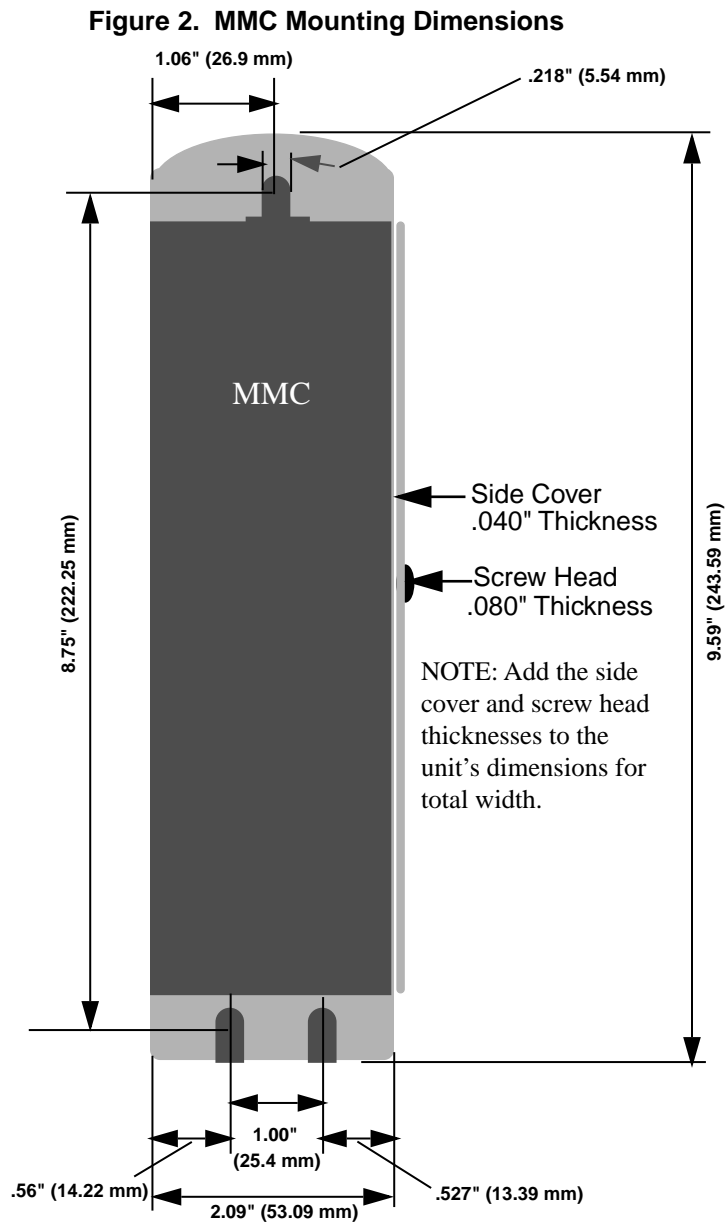 Figure 2.  MMC Mounting Dimensions
1.06" (26.9 mm)
.218" (5.54 mm)
MMC
8.75" (222.25 mm)
9.59" (243.59 mm)
Side Cover
.040" Thickness
Screw Head
.080" Thickness
NOTE: Add the side
cover and screw head
thicknesses to the
unit’s dimensions for
total width.
1.00"
(25.4 mm)
.56" (14.22 mm)
.527" (13.39 mm)
2.09" (53.09 mm)